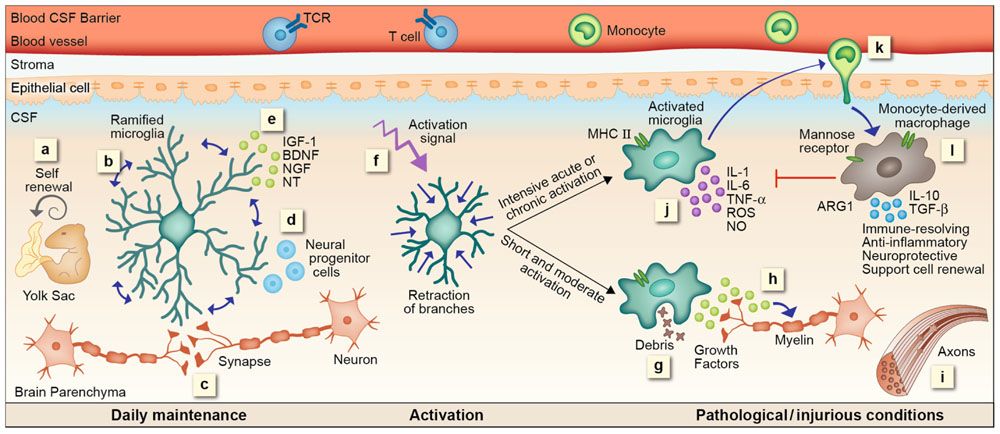 Blood CSF Barrier
TCR
T cell
Monocyte
k
Blood vessel
Stroma
Epithelial cell
CSF
a
Self
renewal
Yolk Sac
b
Ramified
microglia
e
IGF-1
BDNF
NGF
NT
d
Neural
progenitor
cells
Synapse
c
Neuron
Brain Parenchyma
f
Activation
signal
Retraction
of branches
Intensive acute or
chronic activation
Short and moderate
activation
Activated
microglia
MHC II
j
IL-1
IL-6
TNF-α
ROS
NO
Monocyte-derived
macrophage
Mannose
receptor
l
ARG1
IL-10
TGF-β
Immune-resolving
Anti-inflammatory
Neuroprotective
Support cell renewal
h
Debris
g
Growth
Factors
Myelin
Axons
i
Daily maintenance
Activation
Pathological/injurious conditions